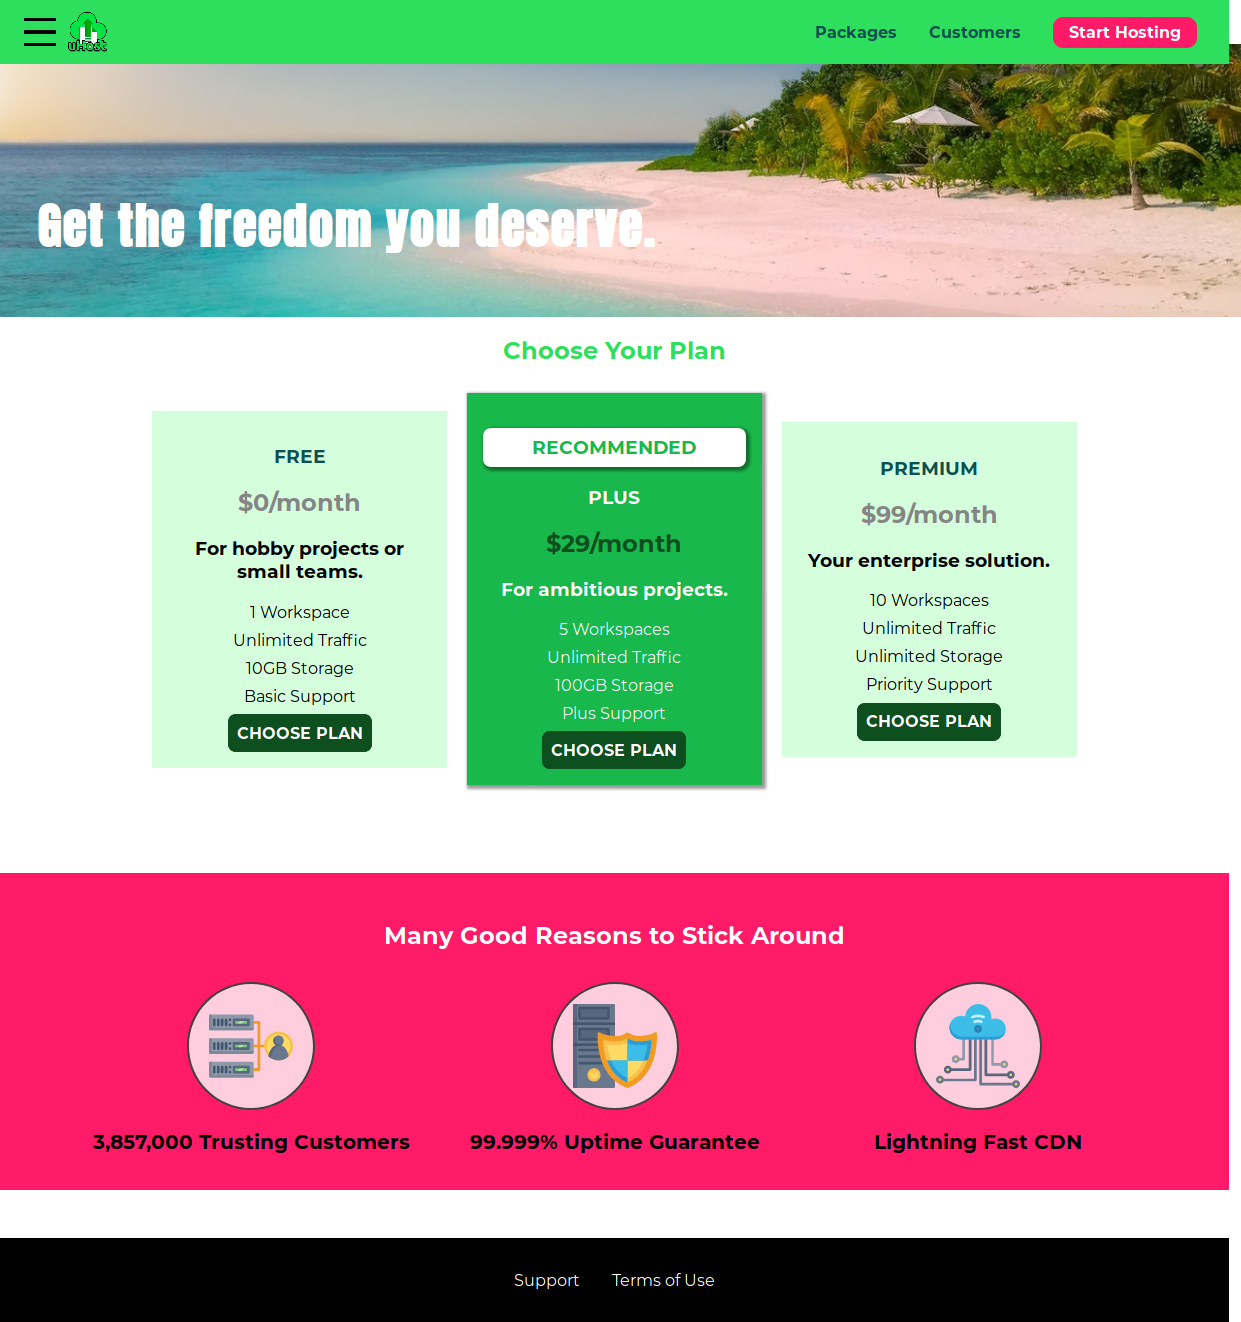 uHost
Packages
Customers
Start Hosting
Get the freedom you deserve.
Choose Your Plan
FREE
$0/month
For hobby projects or
small teams.
1 Workspace
Unlimited Traffic
10GB Storage
Basic Support
CHOOSE PLAN
RECOMMENDED
PLUS
$29/month
For ambitious projects.
5 Workspaces
Unlimited Traffic
100GB Storage
Plus Support
CHOOSE PLAN
PREMIUM
$99/month
Your enterprise solution.
10 Workspaces
Unlimited Traffic
Unlimited Storage
Priority Support
CHOOSE PLAN
Many Good Reasons to Stick Around
3,857,000 Trusting Customers
99.999% Uptime Guarantee
Lightning Fast CDN
Support
Terms of Use